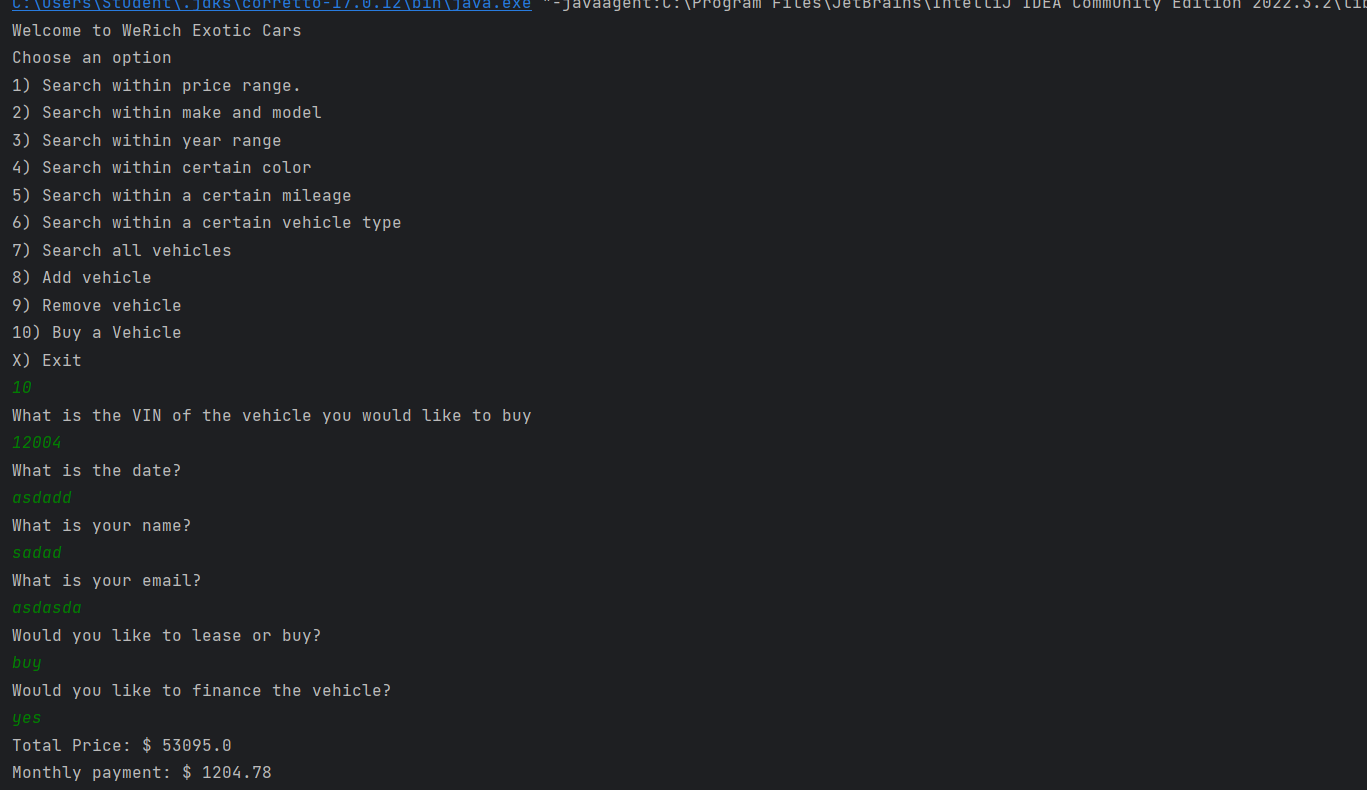 C:\Users\Student\.jdks\corretto-17.0.12\bin\java.exe "-javaagent:C:\Program Files\JetBrains\IntelliJ IDEA Community Edition 2022.3.2\lib
Welcome to WeRich Exotic Cars
Choose an option
1) Search within price range.
2) Search within make and model
3) Search within year range
4) Search within certain color
5) Search within a certain mileage
6) Search within a certain vehicle type
7) Search all vehicles
8) Add vehicle
9) Remove vehicle
10) Buy a Vehicle
X) Exit
10
What is the VIN of the vehicle you would like to buy
12004
What is the date?
asdadd
What is your name?
sadad
What is your email?
asdasda
Would you like to lease or buy?
buy
Would you like to finance the vehicle?
yes
Total Price: $ 53095.0
Monthly payment: $ 1204.78